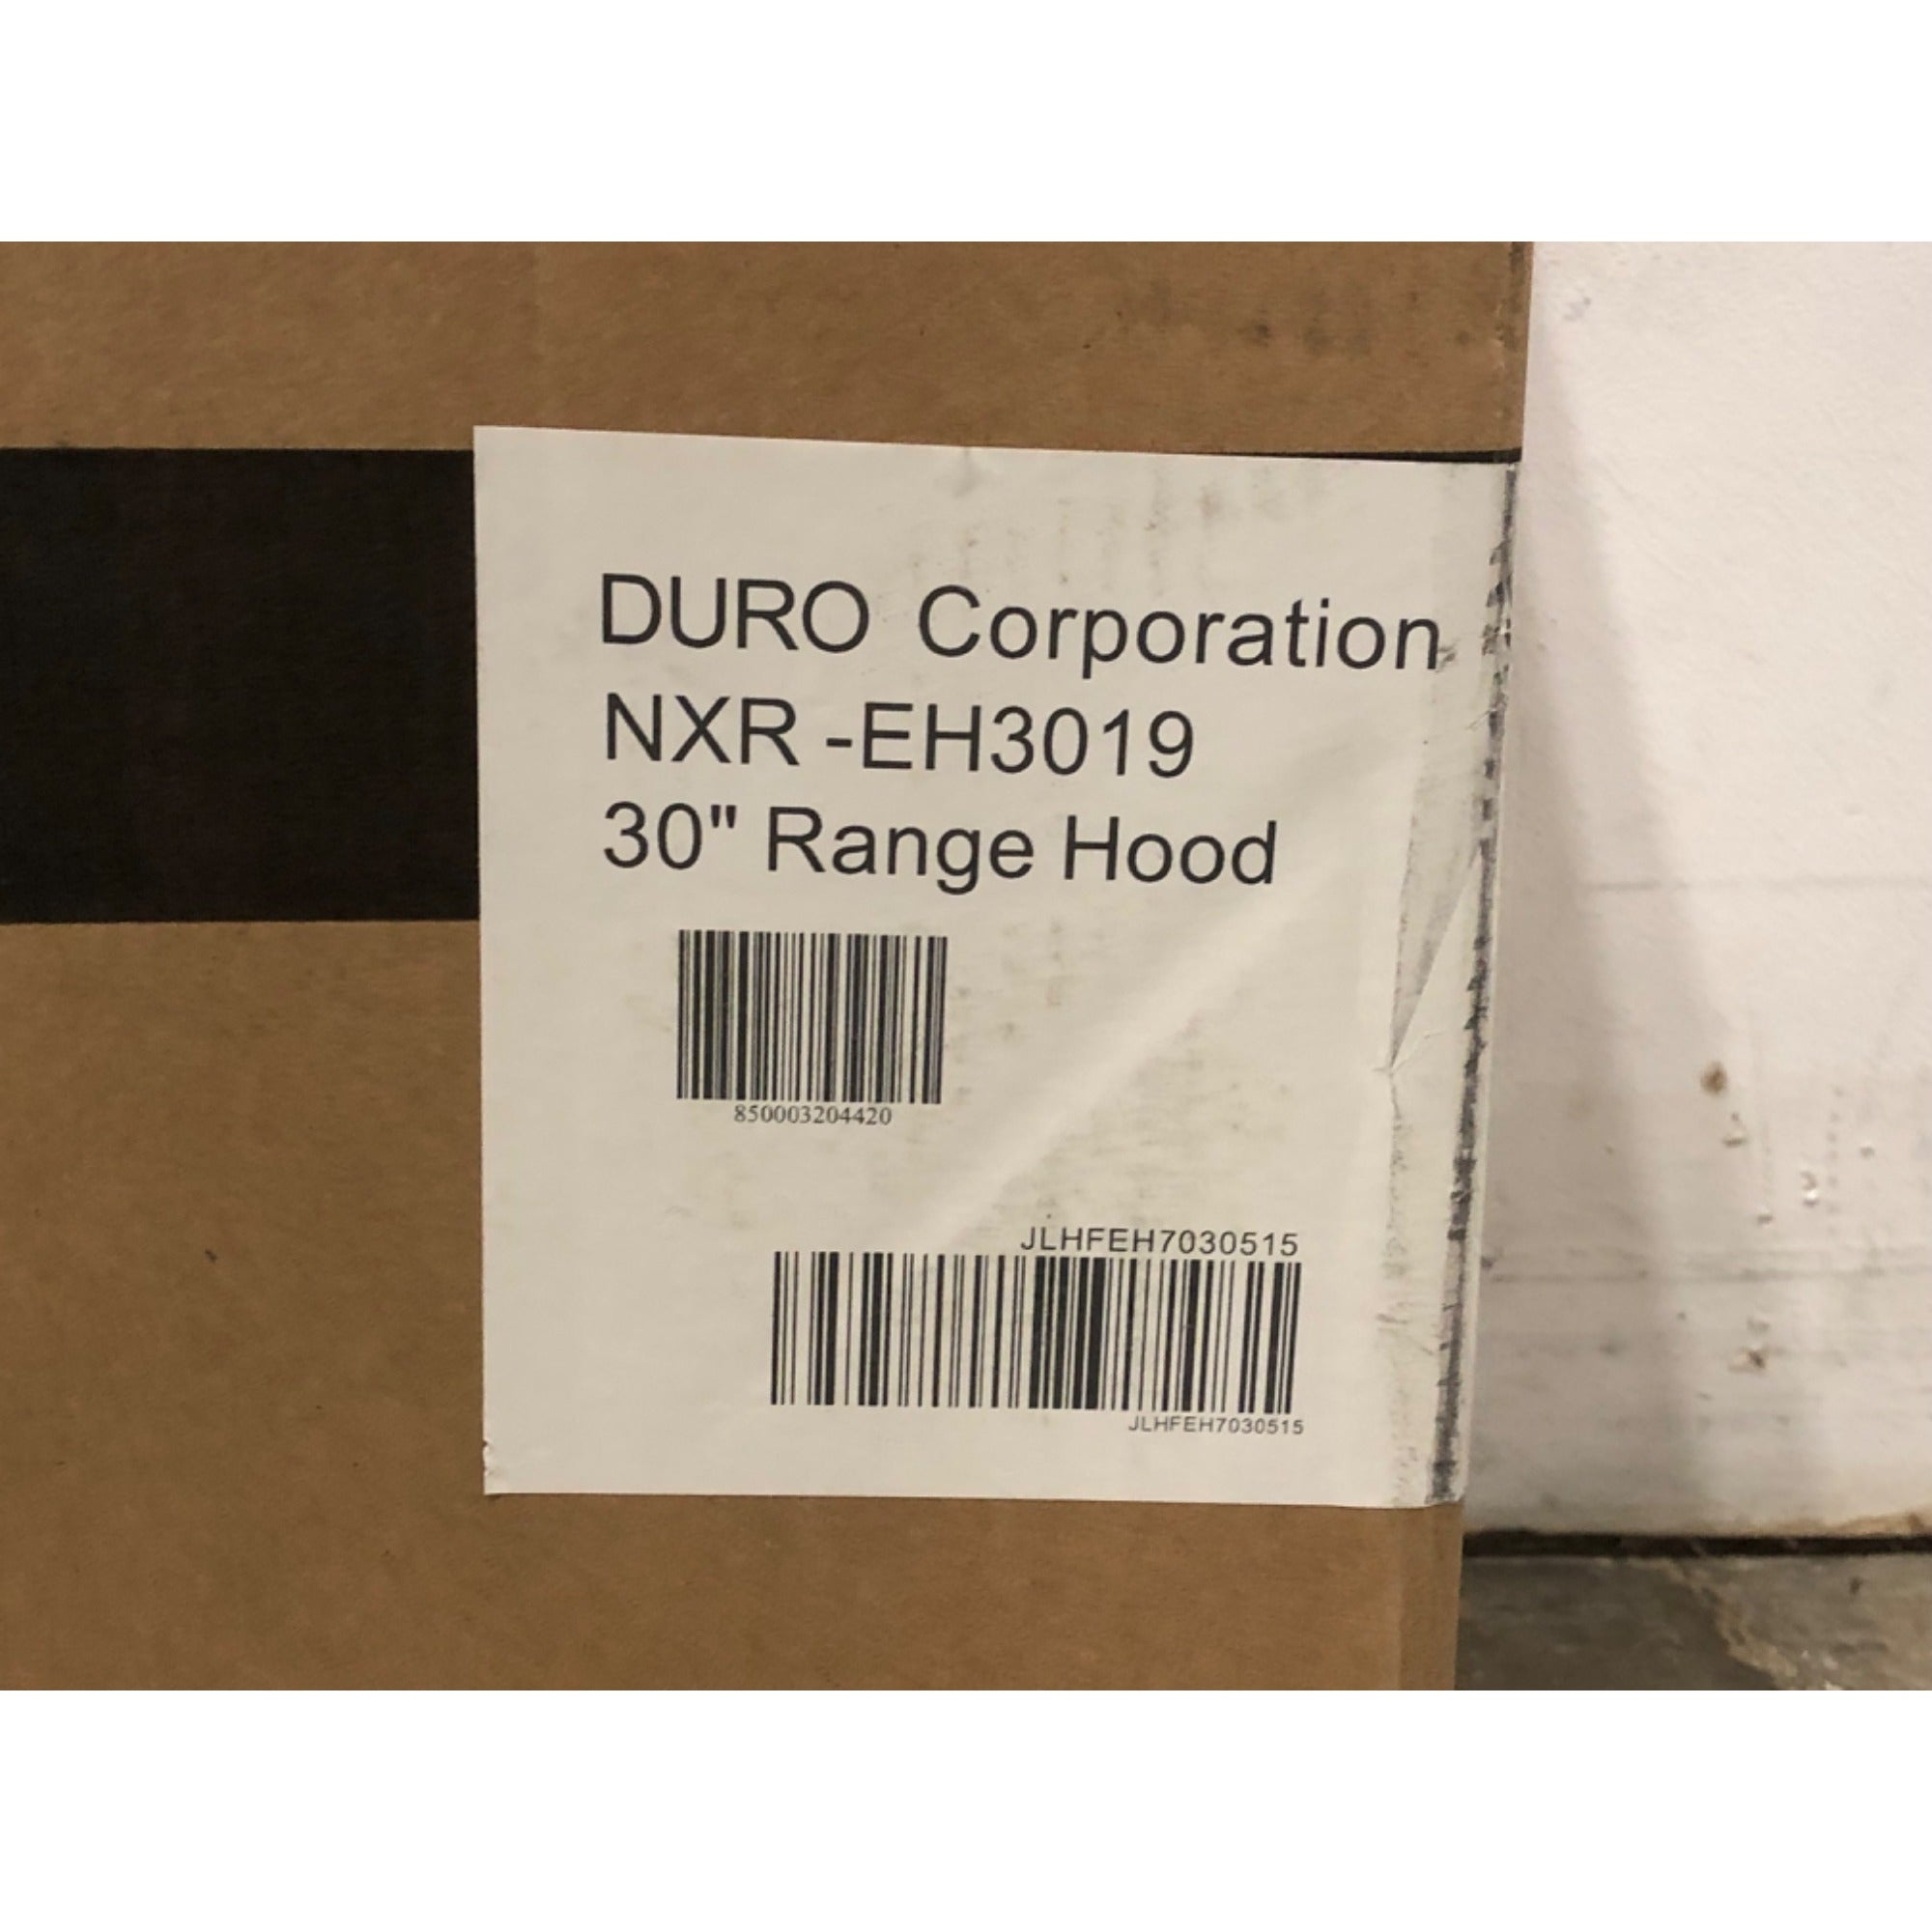 DURO Corporation
NXR -EH3019
30" Range Hood
850003204420
JLHFEH7030515
JLHFEH7030515